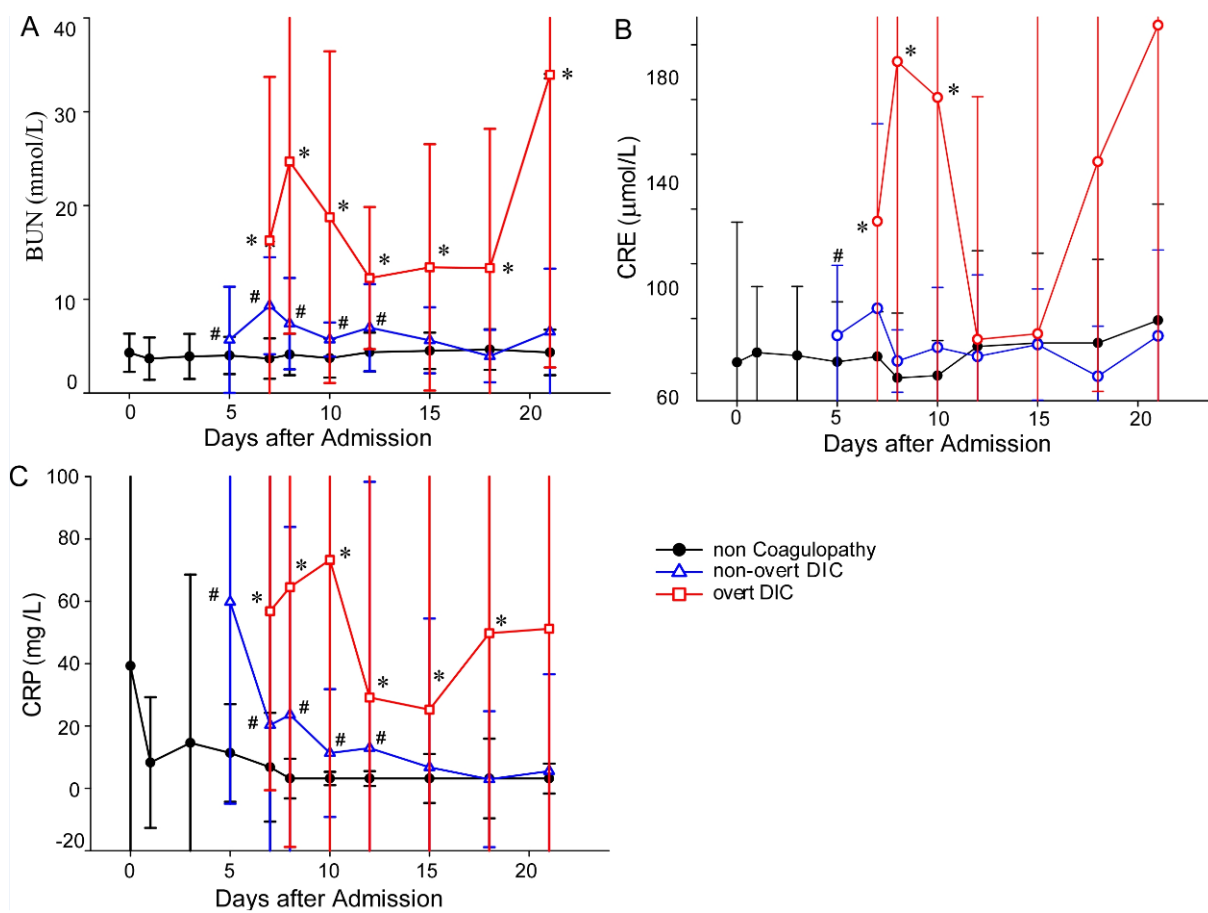 A
40
30
20
10
0
BUN (mmol/L)
# # # # #
* * * * * * * *
0 5 10 15 20
Days after Admission
B
180
140
100
60
CRE (µmol/L)
#
* * *
0 5 10 15 20
Days after Admission
C
100
80
60
40
20
0
-20
CRP (mg /L)
# # # # #
* * * * * *
0 5 10 15 20
Days after Admission
non Coagulopathy
non-overt DIC
overt DIC